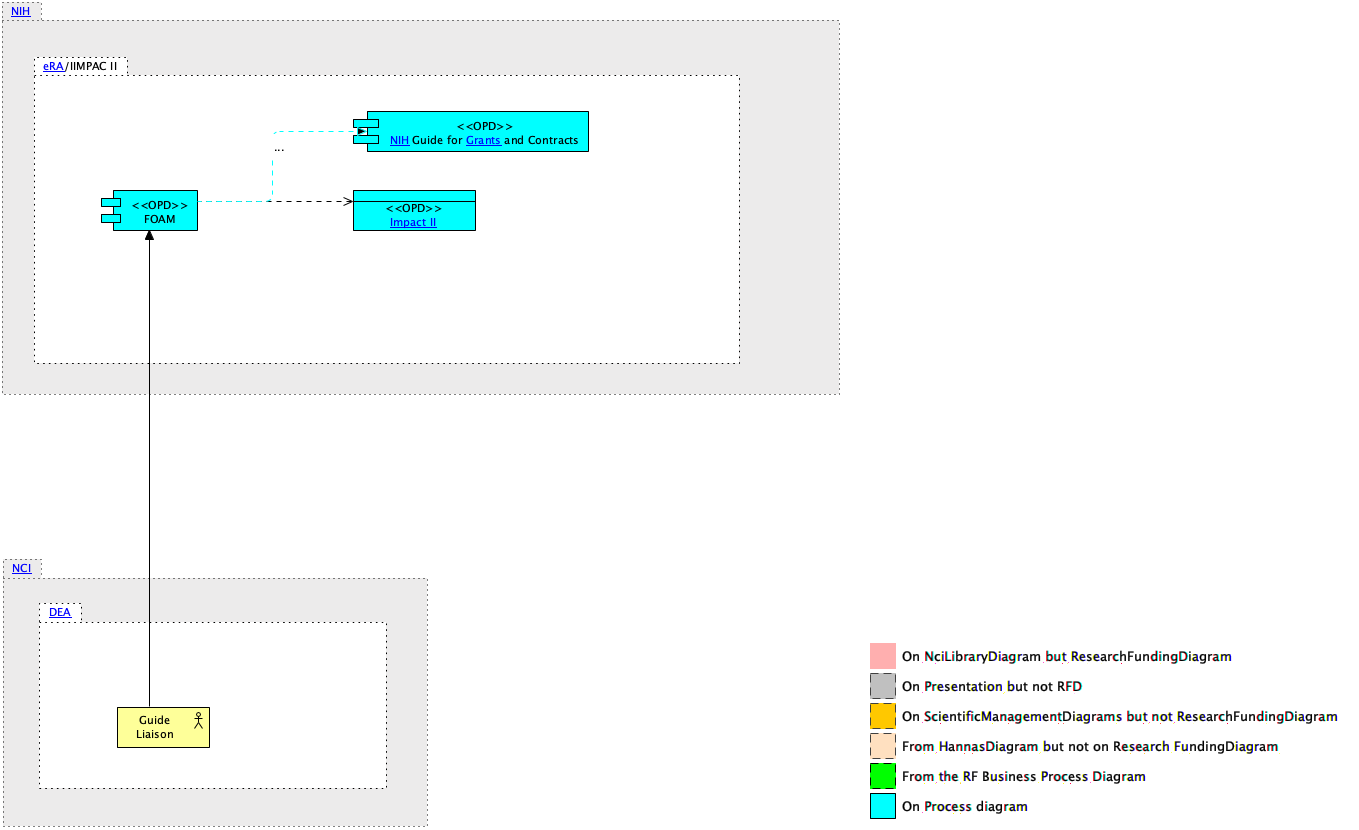 NIH
eRA/IIMPAC II
<<OPD>>
NIH Guide for Grants and Contracts
...
<<OPD>>
FOAM
<<OPD>>
Impact II
NCI
DEA
Guide
Liaison
On NciLibraryDiagram but ResearchFundingDiagram
On Presentation but not RFD
On ScientificManagementDiagrams but not ResearchFundingDiagram
From HannasDiagram but not on Research FundingDiagram
From the RF Business Process Diagram
On Process diagram